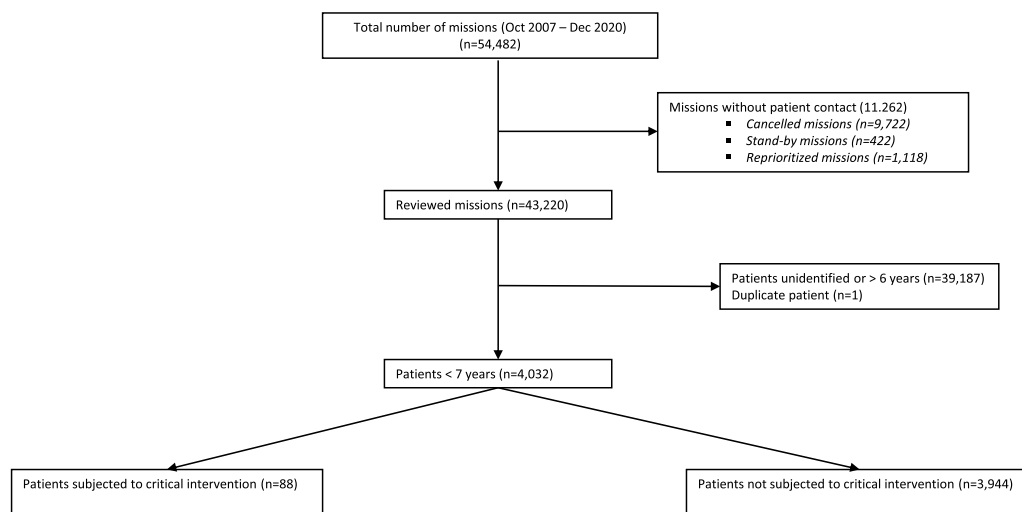 Total number of missions (Oct 2007 – Dec 2020)
(n=54,482)
Missions without patient contact (11.262)
▪ Cancelled missions (n=9,722)
▪ Stand-by missions (n=422)
▪ Reprioritized missions (n=1,118)
Reviewed missions (n=43,220)
Patients unidentified or > 6 years (n=39,187)
Duplicate patient (n=1)
Patients < 7 years (n=4,032)
Patients subjected to critical intervention (n=88)
Patients not subjected to critical intervention (n=3,944)